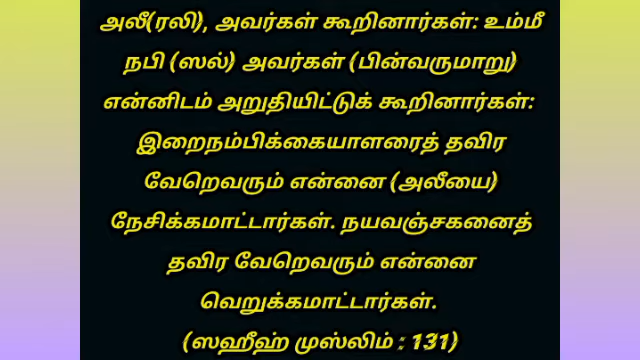 அலீ(ரலி), அவர்கள் கூறினார்கள்: உம்மீ
நபி (ஸல்) அவர்கள் (பின்வருமாறு)
என்னிடம் அறுதியிட்டுக் கூறினார்கள்:
இறைநம்பிக்கையாளரைத் தவிர
வேறெவரும் என்னை (அலீயை)
நேசிக்கமாட்டார்கள். நயவஞ்சகனைத்
தவிர வேறெவரும் என்னை
வெறுக்கமாட்டார்கள்.
(ஸஹீஹ் முஸ்லிம் : 131)